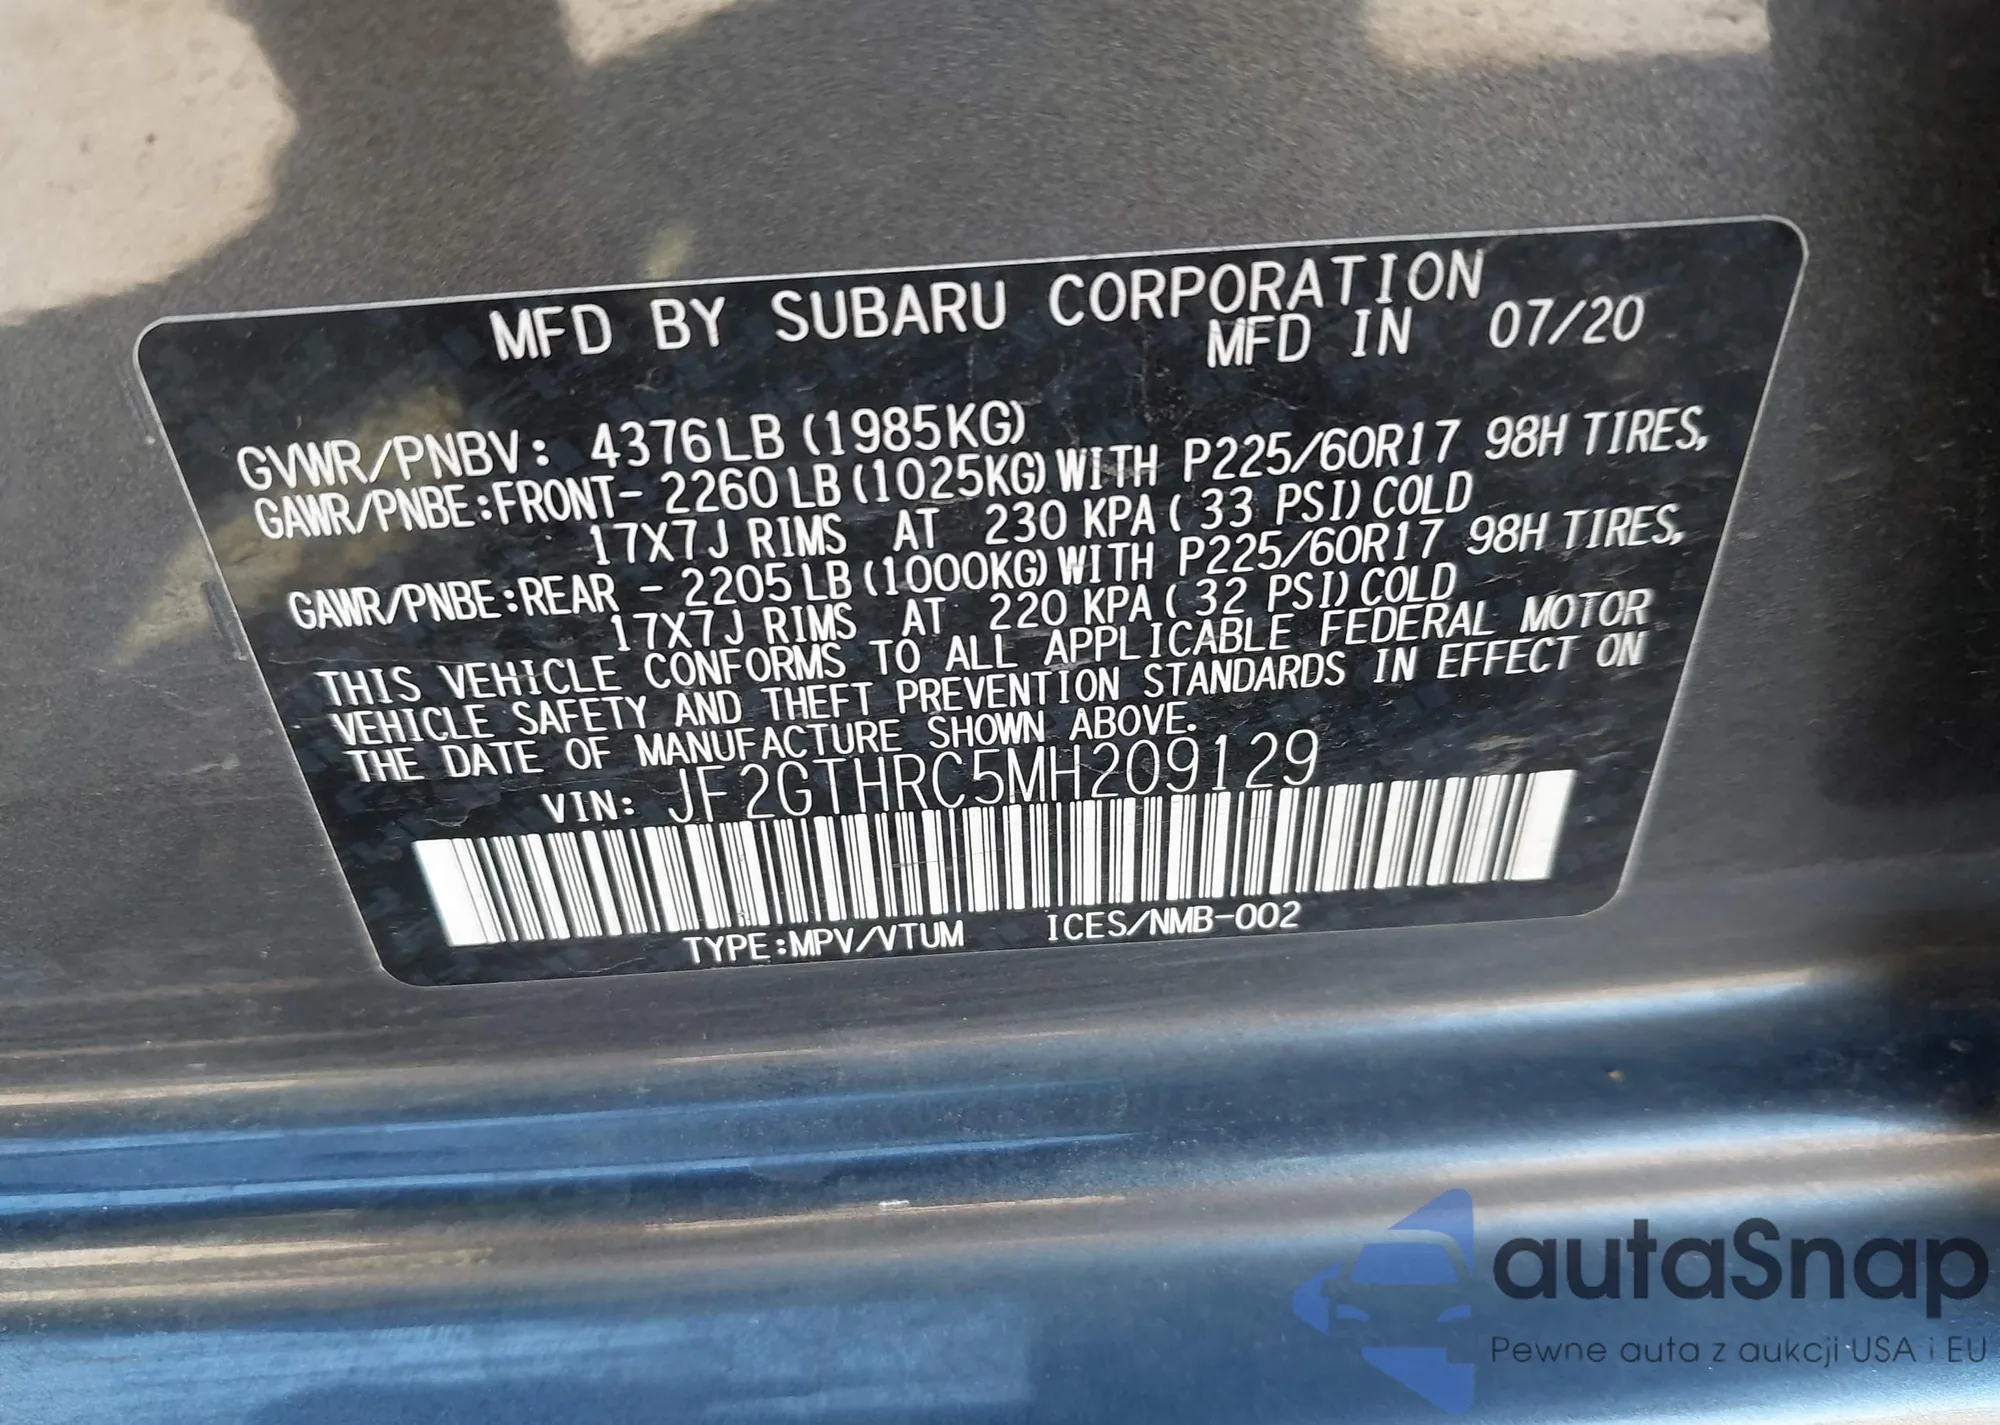 MFD BY SUBARU CORPORATION
MFD IN 07/20
GVWR/PNBV: 4376LB (1985KG)
GAWR/PNBE:FRONT- 2260LB (1025KG) WITH P225/60R17 98H TIRES,
17X7J RIMS AT 230 KPA ( 33 PSI) COLD
GAWR/PNBE:REAR - 2205LB (1000KG) WITH P225/60R17 98H TIRES,
17X7J RIMS AT 220 KPA ( 32 PSI) COLD
THIS VEHICLE CONFORMS TO ALL APPLICABLE FEDERAL MOTOR
VEHICLE SAFETY AND THEFT PREVENTION STANDARDS IN EFFECT ON
THE DATE OF MANUFACTURE SHOWN ABOVE.
VIN: JF2GTHRC5MH209129
TYPE:MPV/VTUM ICES/NMB-002
autaSnap
Pewne auta z aukcji USA i EU